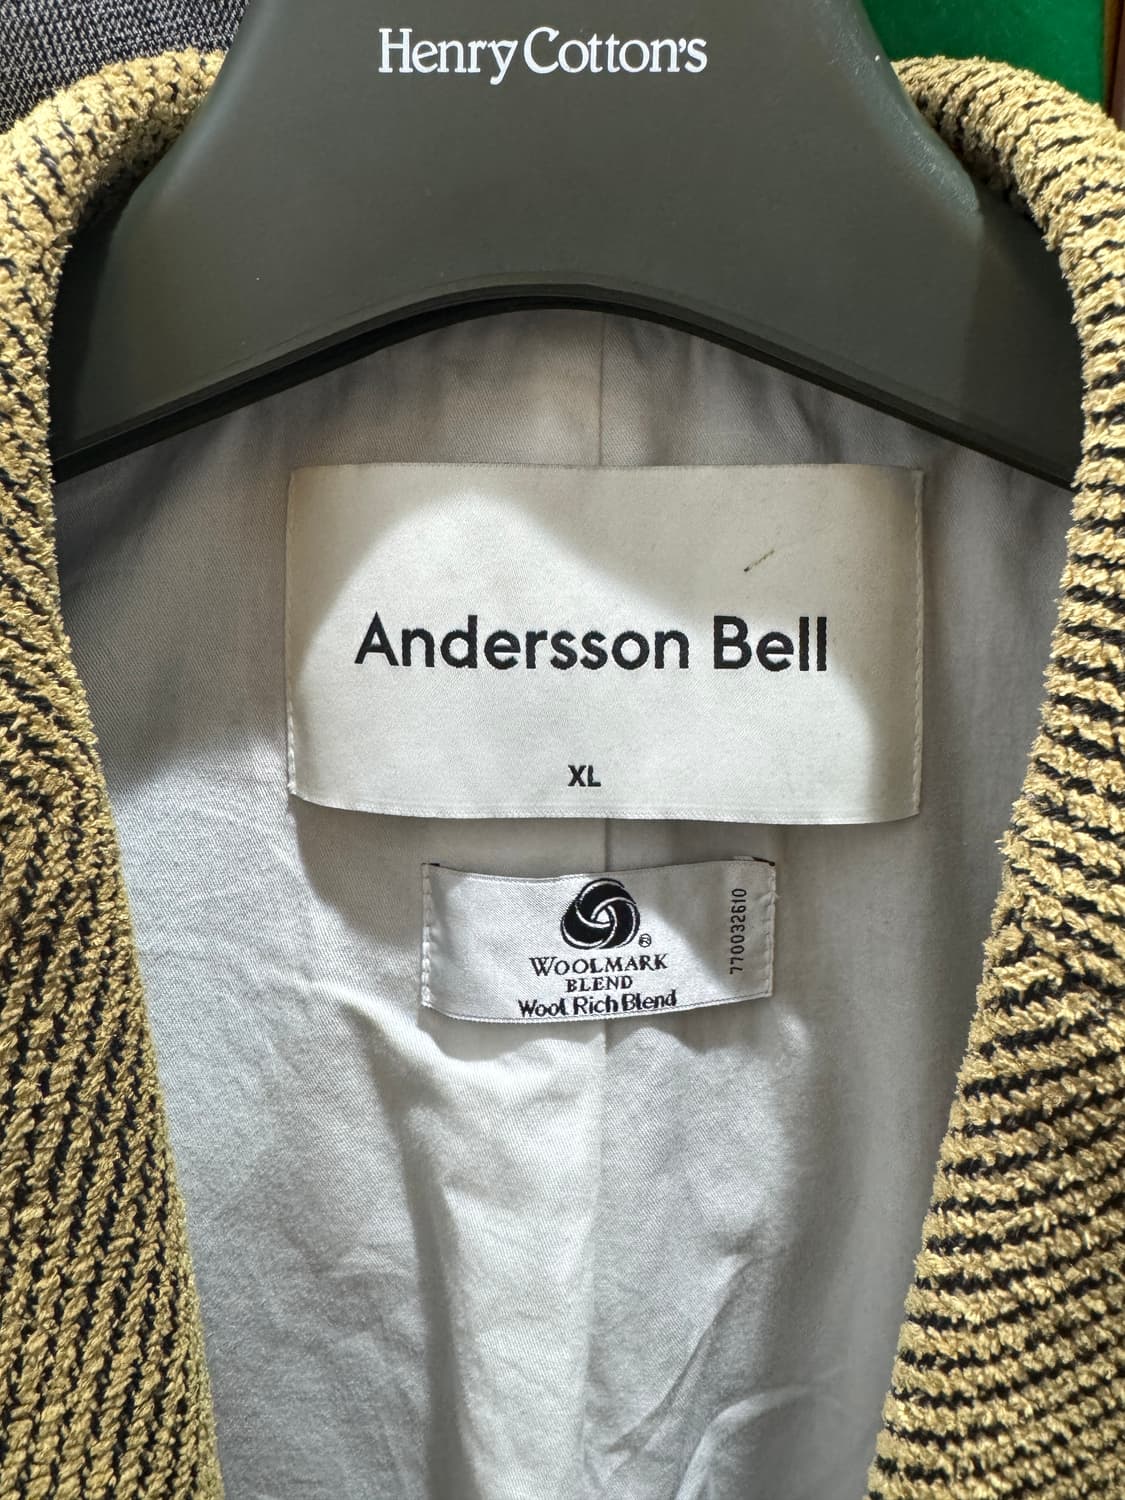 Henry Cotton's
Andersson Bell
XL
WOOLMARK
BLEND
Wool Rich Blend
770032610
®